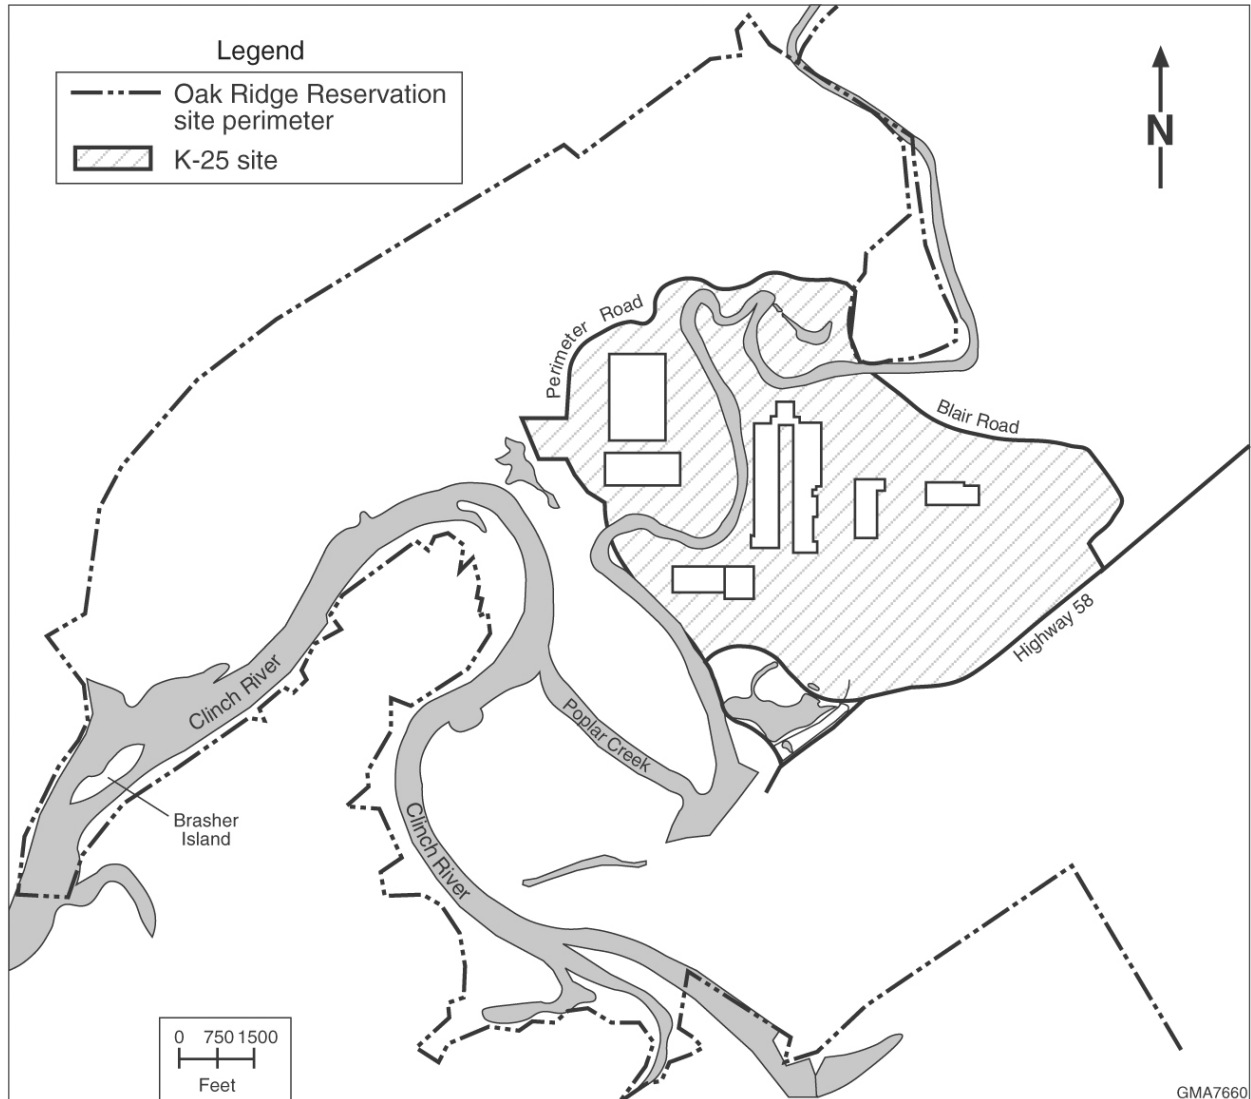 Legend
Oak Ridge Reservation
site perimeter
K-25 site
N
Perimeter Road
Blair Road
Highway 58
Clinch River
Poplar Creek
Brasher
Island
Clinch River
0 750 1500
Feet
GMA7660